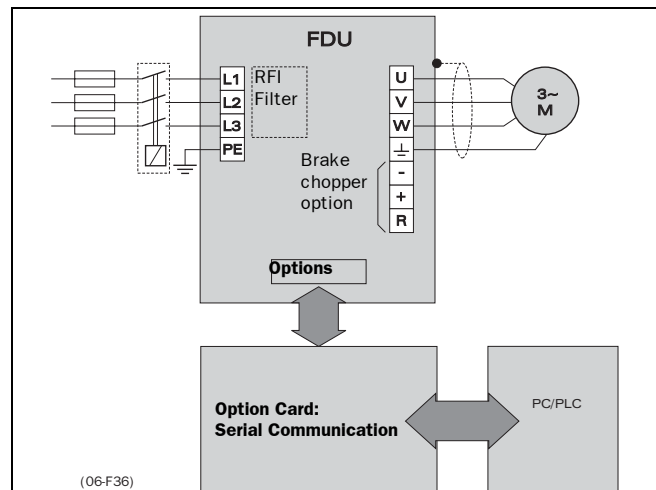 FDU
L1
L2
L3
PE
RFI
Filter
U
V
W
-
+
R
3~
M
Brake
chopper
option
Options
Option Card:
Serial Communication
PC/PLC
(06-F36)